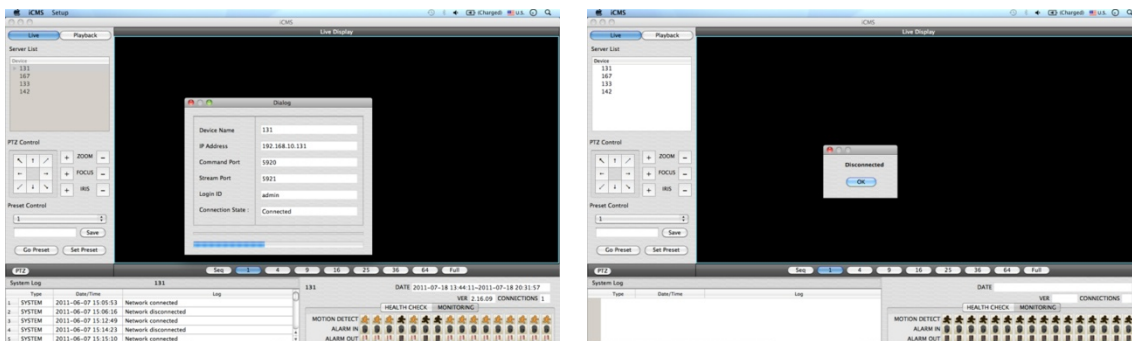 iCMS Setup (Charged) U.S.
iCMS
Live Playback Live Display
Server List
Device
131
167
133
142
Dialog
Device Name 131
IP Address 192.168.10.131
Command Port 5920
Stream Port 5921
Login ID admin
Connection State : Connected
PTZ Control
+ ZOOM -
+ FOCUS -
+ IRIS -
Preset Control
1
Save
Go Preset Set Preset
PTZ Seq 1 4 9 16 25 36 64 Full
System Log 131
Type Date/Time Log
1 SYSTEM 2011-06-07 15:05:53 Network connected
2 SYSTEM 2011-06-07 15:06:16 Network disconnected
3 SYSTEM 2011-06-07 15:12:49 Network connected
4 SYSTEM 2011-06-07 15:14:23 Network disconnected
5 SYSTEM 2011-06-07 15:15:10 Network connected
131 DATE 2011-07-18 13:44:11~2011-07-18 20:31:57
VER 2.16.09 CONNECTIONS 1
HEALTH CHECK MONITORING
MOTION DETECT
ALARM IN
ALARM OUT
iCMS (Charged) U.S.
iCMS
Live Playback Live Display
Server List
Device
131
167
133
142
Disconnected
OK
PTZ Control
+ ZOOM -
+ FOCUS -
+ IRIS -
Preset Control
1
Save
Go Preset Set Preset
PTZ Seq 1 4 9 16 25 36 64 Full
System Log
Type Date/Time Log
DATE
VER CONNECTIONS
HEALTH CHECK MONITORING
MOTION DETECT
ALARM IN
ALARM OUT